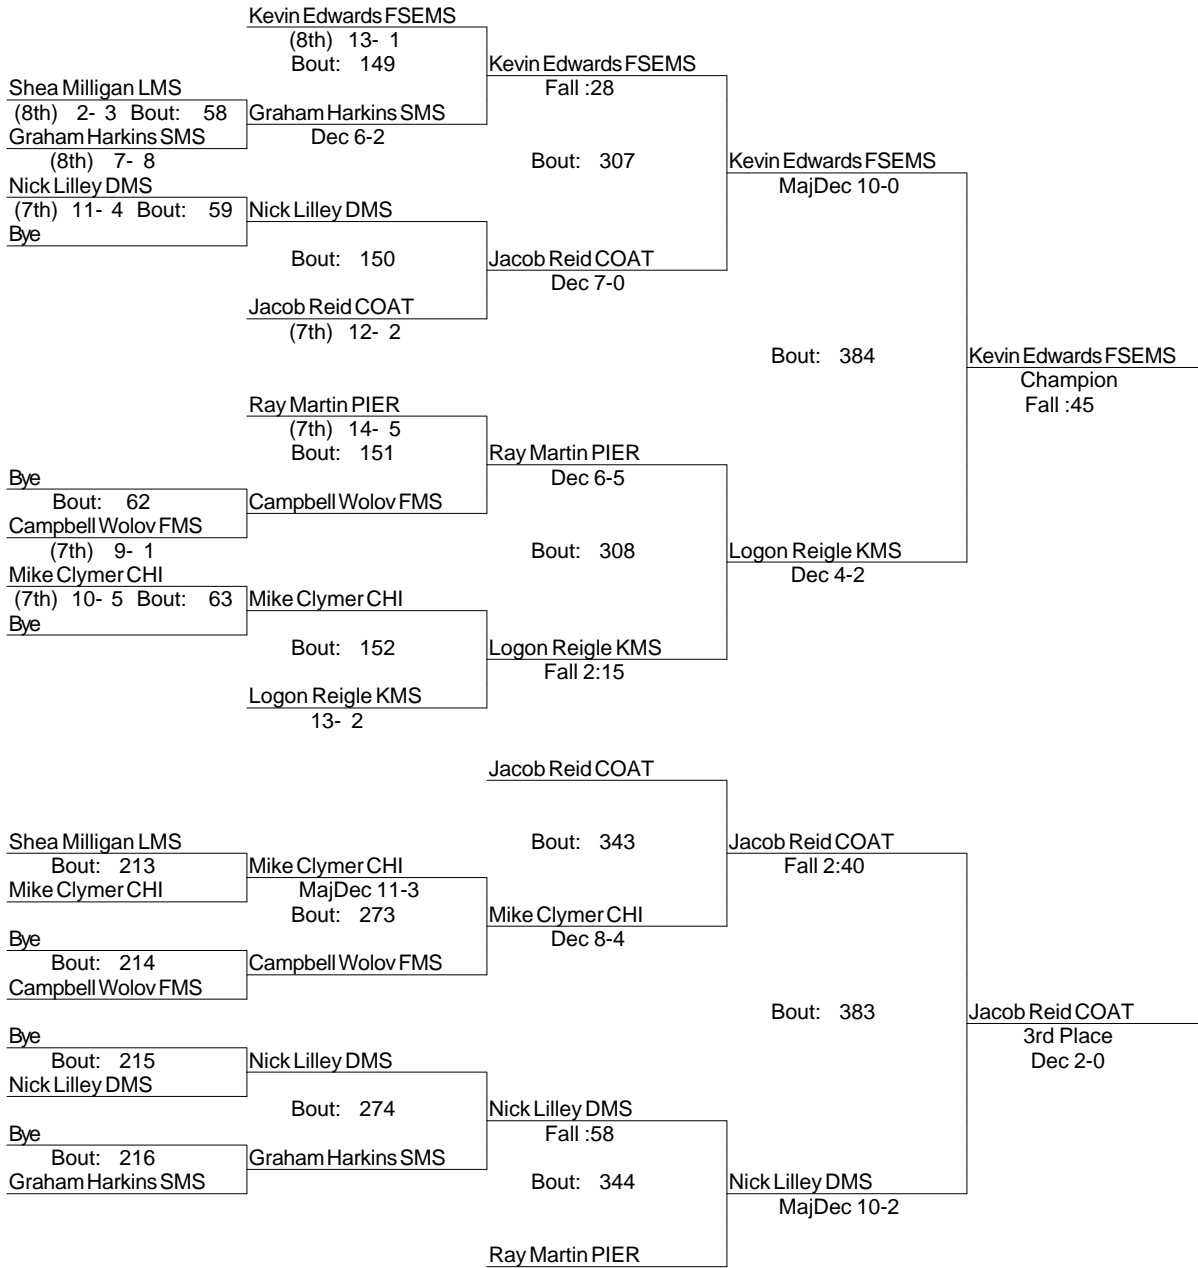 Kevin Edwards FSEMS
(8th) 13- 1
Bout: 149
Kevin Edwards FSEMS
Fall :28
Shea Milligan LMS
(8th) 2- 3 Bout: 58
Graham Harkins SMS
Graham Harkins SMS
Dec 6-2
(8th) 7- 8
Bout: 307
Kevin Edwards FSEMS
MajDec 10-0
Nick Lilley DMS
(7th) 11- 4 Bout: 59
Nick Lilley DMS
Bye
Bout: 150
Jacob Reid COAT
Dec 7-0
Jacob Reid COAT
(7th) 12- 2
Bout: 384
Kevin Edwards FSEMS
Champion
Fall :45
Ray Martin PIER
(7th) 14- 5
Bout: 151
Ray Martin PIER
Dec 6-5
Bye
Bout: 62
Campbell Wolov FMS
Campbell Wolov FMS
(7th) 9- 1
Bout: 308
Logon Reigle KMS
Dec 4-2
Mike Clymer CHI
(7th) 10- 5 Bout: 63
Mike Clymer CHI
Bye
Bout: 152
Logon Reigle KMS
Fall 2:15
Logon Reigle KMS
13- 2
Jacob Reid COAT
Shea Milligan LMS
Bout: 213
Mike Clymer CHI
Mike Clymer CHI
MajDec 11-3
Bout: 343
Jacob Reid COAT
Fall 2:40
Bout: 273
Mike Clymer CHI
Dec 8-4
Bye
Bout: 214
Campbell Wolov FMS
Campbell Wolov FMS
Bout: 383
Jacob Reid COAT
3rd Place
Dec 2-0
Bye
Bout: 215
Nick Lilley DMS
Nick Lilley DMS
Bout: 274
Nick Lilley DMS
Fall :58
Bye
Bout: 216
Graham Harkins SMS
Graham Harkins SMS
Bout: 344
Nick Lilley DMS
MajDec 10-2
Ray Martin PIER